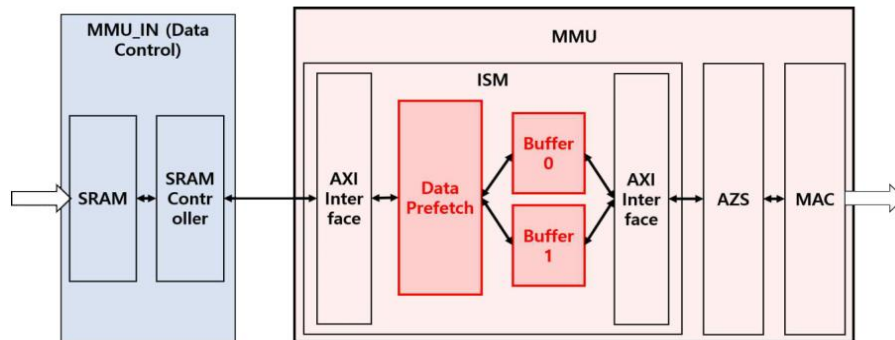 MMU_IN (Data
Control)
SRAM
SRAM
Contr
oller
MMU
ISM
AXI
Inter
face
Data
Prefetch
Buffer
0
Buffer
1
AXI
Inter
face
AZS
MAC